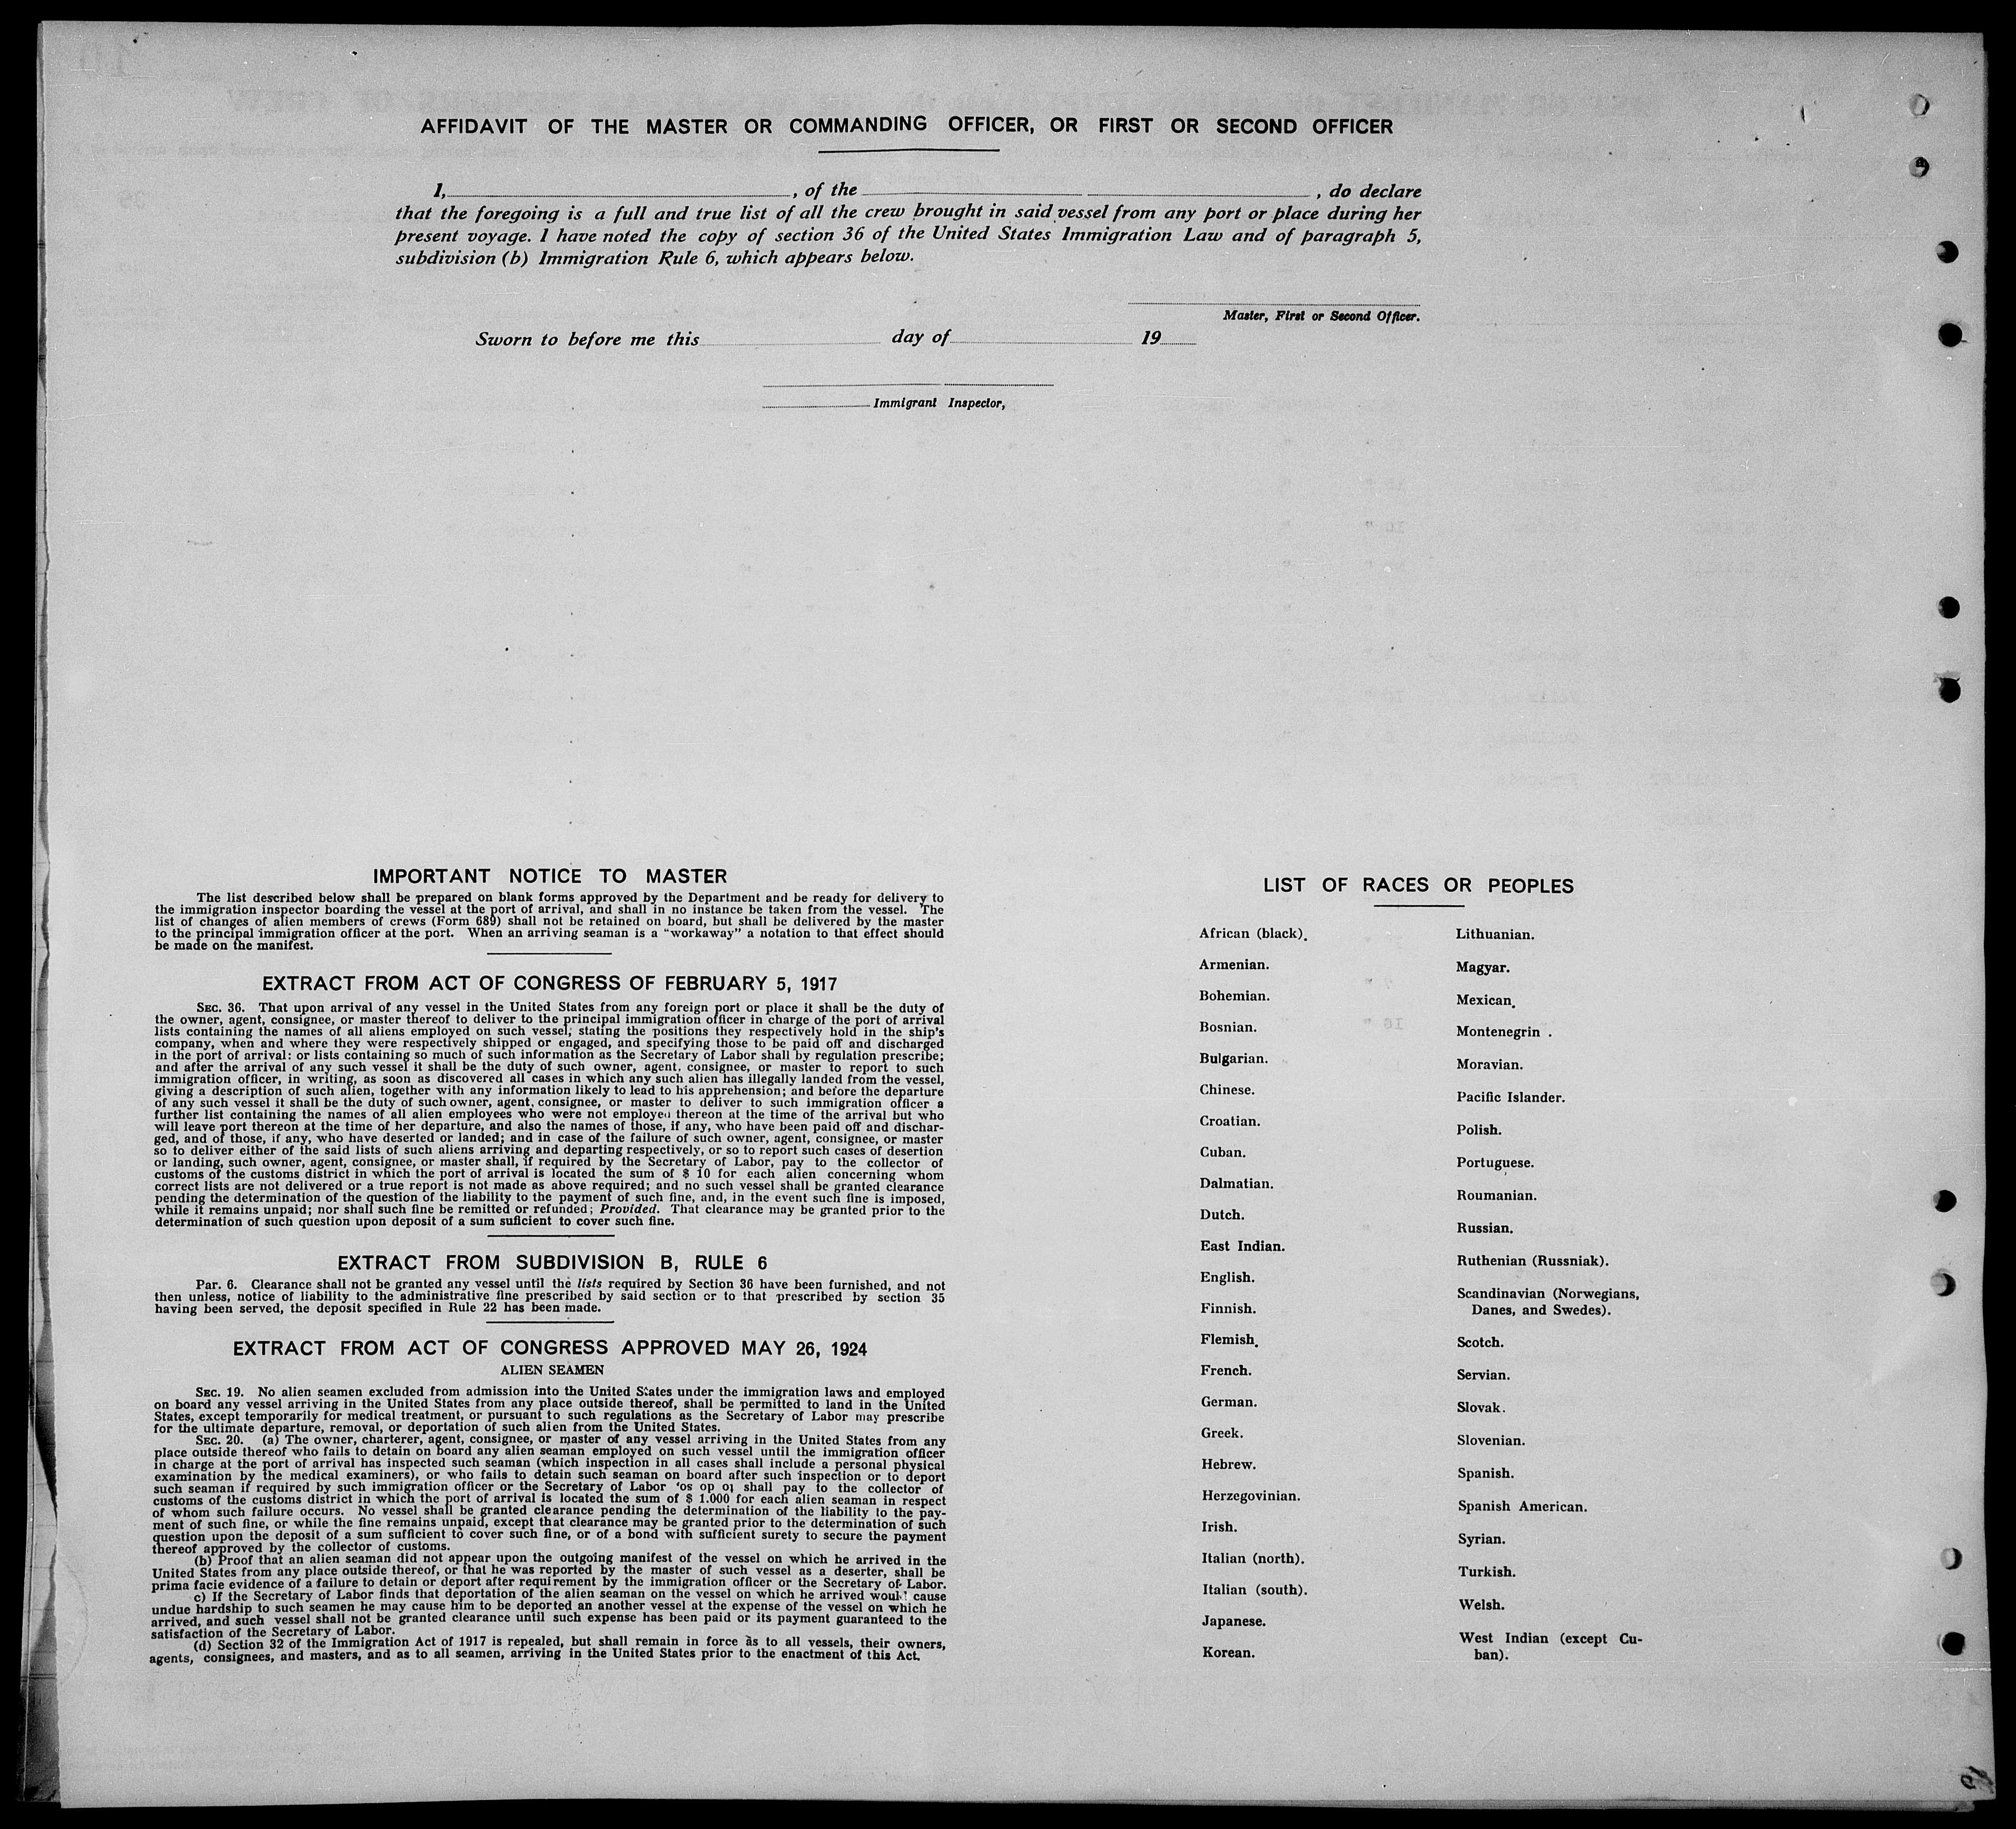 AFFIDAVIT OF THE MASTER OR COMMANDING OFFICER, OR FIRST OR SECOND OFFICER
I, , of the , do declare
that the foregoing is a full and true list of all the crew brought in said vessel from any port or place during her
present voyage. I have noted the copy of section 36 of the United States Immigration Law and of paragraph 5,
subdivision (b) Immigration Rule 6, which appears below.
Master, First or Second Officer.
Sworn to before me this day of 19
Immigrant Inspector,
IMPORTANT NOTICE TO MASTER
The list described below shall be prepared on blank forms approved by the Department and be ready for delivery to
the immigration inspector boarding the vessel at the port of arrival, and shall in no instance be taken from the vessel. The
list of changes of alien members of crews (Form 689) shall not be retained on board, but shall be delivered by the master
to the principal immigration officer at the port. When an arriving seaman is a "workaway" a notation to that effect should
be made on the manifest.
EXTRACT FROM ACT OF CONGRESS OF FEBRUARY 5, 1917
SEC. 36. That upon arrival of any vessel in the United States from any foreign port or place it shall be the duty of
the owner, agent, consignee, or master thereof to deliver to the principal immigration officer in charge of the port of arrival
lists containing the names of all aliens employed on such vessel, stating the positions they respectively hold in the ship's
company, when and where they were respectively shipped or engaged, and specifying those to be paid off and discharged
in the port of arrival: or lists containing so much of such information as the Secretary of Labor shall by regulation prescribe;
and after the arrival of any such vessel it shall be the duty of such owner, agent, consignee, or master to report to such
immigration officer, in writing, as soon as discovered all cases in which any such alien has illegally landed from the vessel,
giving a description of such alien, together with any information likely to lead to his apprehension; and before the departure
of any such vessel it shall be the duty of such owner, agent, consignee, or master to deliver to such immigration officer a
further list containing the names of all alien employees who were not employed thereon at the time of the arrival but who
will leave port thereon at the time of her departure, and also the names of those, if any, who have been paid off and dischar-
ged, and of those, if any, who have deserted or landed; and in case of the failure of such owner, agent, consignee, or master
so to deliver either of the said lists of such aliens arriving and departing respectively, or so to report such cases of desertion
or landing, such owner, agent, consignee, or master shall, if required by the Secretary of Labor, pay to the collector of
customs of the customs district in which the port of arrival is located the sum of $ 10 for each alien concerning whom
correct lists are not delivered or a true report is not made as above required; and no such vessel shall be granted clearance
pending the determination of the question of the liability to the payment of such fine, and, in the event such fine is imposed,
while it remains unpaid; nor shall such fine be remitted or refunded; Provided. That clearance may be granted prior to the
determination of such question upon deposit of a sum suficient to cover such fine.
EXTRACT FROM SUBDIVISION B, RULE 6
Par. 6. Clearance shall not be granted any vessel until the lists required by Section 36 have been furnished, and not
then unless, notice of liability to the administrative fine prescribed by said section or to that prescribed by section 35
having been served, the deposit specified in Rule 22 has been made.
EXTRACT FROM ACT OF CONGRESS APPROVED MAY 26, 1924
ALIEN SEAMEN
SEC. 19. No alien seamen excluded from admission into the United States under the immigration laws and employed
on board any vessel arriving in the United States from any place outside thereof, shall be permitted to land in the United
States, except temporarily for medical treatment, or pursuant to such regulations as the Secretary of Labor may prescribe
for the ultimate departure, removal, or deportation of such alien from the United States.
SEC. 20. (a) The owner, charterer, agent, consignee, or master of any vessel arriving in the United States from any
place outside thereof who fails to detain on board any alien seaman employed on such vessel until the immigration officer
in charge at the port of arrival has inspected such seaman (which inspection in all cases shall include a personal physical
examination by the medical examiners), or who fails to detain such seaman on board after such inspection or to deport
such seaman if required by such immigration officer or the Secretary of Labor 'os op oʇ shall pay to the collector of
customs of the customs district in which the port of arrival is located the sum of $ 1.000 for each alien seaman in respect
of whom such failure occurs. No vessel shall be granted clearance pending the determination of the liability to the pay-
ment of such fine, or while the fine remains unpaid, except that clearance may be granted prior to the determination of such
question upon the deposit of a sum sufficient to cover such fine, or of a bond with sufficient surety to secure the payment
thereof approved by the collector of customs.
(b) Proof that an alien seaman did not appear upon the outgoing manifest of the vessel on which he arrived in the
United States from any place outside thereof, or that he was reported by the master of such vessel as a deserter, shall be
prima facie evidence of a failure to detain or deport after requirement by the immigration officer or the Secretary of Labor.
c) If the Secretary of Labor finds that deportation of the alien seaman on the vessel on which he arrived would cause
undue hardship to such seamen he may cause him to be deported an another vessel at the expense of the vessel on which he
arrived, and such vessel shall not be granted clearance until such expense has been paid or its payment guaranteed to the
satisfaction of the Secretary of Labor.
(d) Section 32 of the Immigration Act of 1917 is repealed, but shall remain in force as to all vessels, their owners,
agents, consignees, and masters, and as to all seamen, arriving in the United States prior to the enactment of this Act.
LIST OF RACES OR PEOPLES
African (black).
Armenian.
Bohemian.
Bosnian.
Bulgarian.
Chinese.
Croatian.
Cuban.
Dalmatian.
Dutch.
East Indian.
English.
Finnish.
Flemish.
French.
German.
Greek.
Hebrew.
Herzegovinian.
Irish.
Italian (north).
Italian (south).
Japanese.
Korean.
Lithuanian.
Magyar.
Mexican.
Montenegrin .
Moravian.
Pacific Islander.
Polish.
Portuguese.
Roumanian.
Russian.
Ruthenian (Russniak).
Scandinavian (Norwegians,
Danes, and Swedes).
Scotch.
Servian.
Slovak.
Slovenian.
Spanish.
Spanish American.
Syrian.
Turkish.
Welsh.
West Indian (except Cu-
ban).